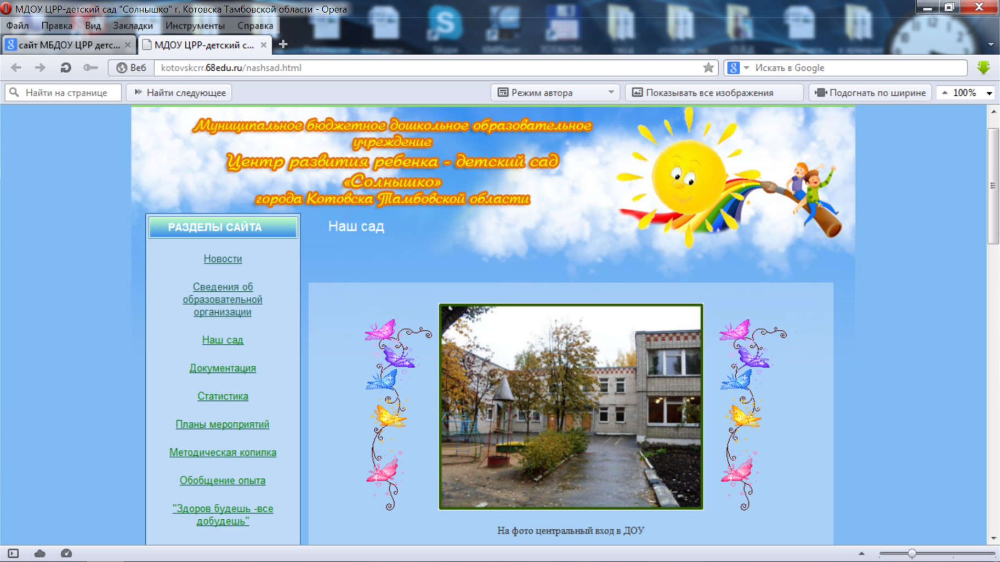 МДОУ ЦРР-детский сад "Солнышко" г. Котовска Тамбовской области - Opera
Файл Правка Вид Закладки Инструменты Справка
Skype KMPlayer
сайт МБДОУ ЦРР детс... МДОУ ЦРР-детский с...
Веб kotovskcrr.68edu.ru/nashsad.html Искать в Google
Найти на странице Найти следующее Режим автора Показывать все изображения Подогнать по ширине 100%
Муниципальное бюджетное дошкольное образовательное
учреждение
Центр развития ребенка - детский сад
«Солнышко»
города Котовска Тамбовской области
РАЗДЕЛЫ САЙТА
Наш сад
Новости
Сведения об
образовательной
организации
Наш сад
Документация
Статистика
Планы мероприятий
Методическая копилка
Обобщение опыта
"Здоров будешь -все
добудешь"
На фото центральный вход в ДОУ